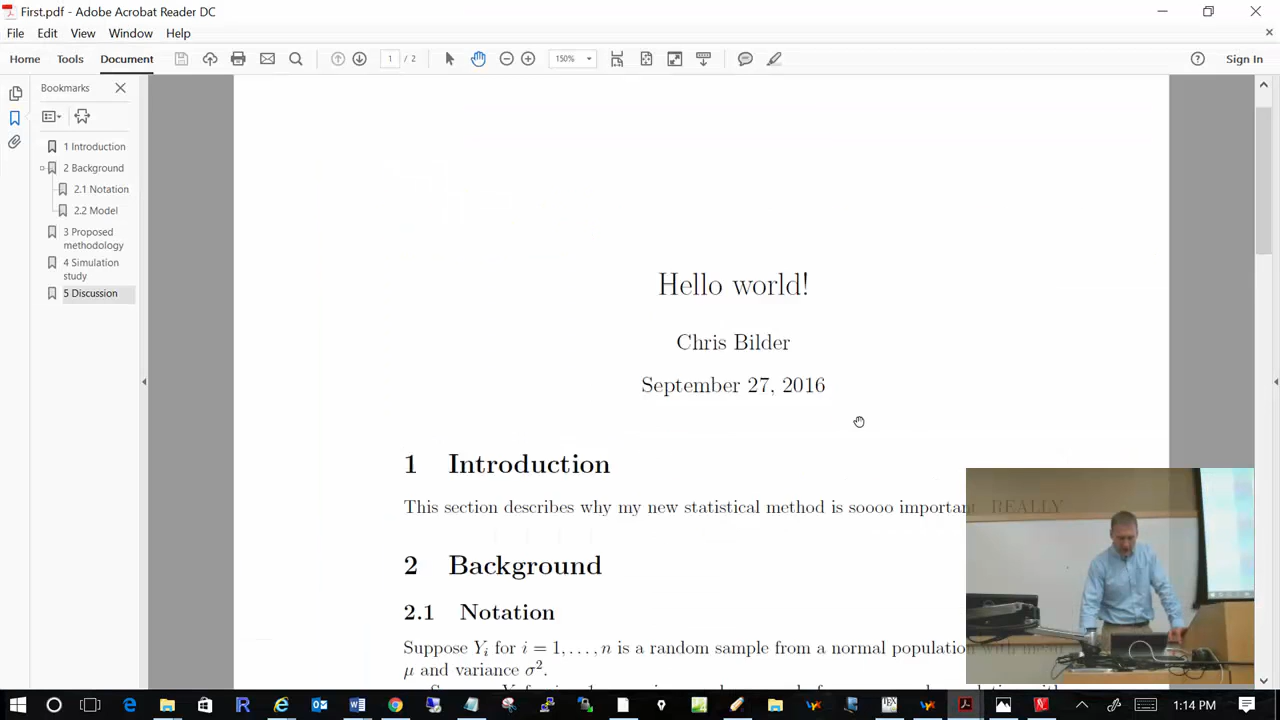 First.pdf - Adobe Acrobat Reader DC
File Edit View Window Help
Home Tools Document 1 / 2 150% Sign In
Bookmarks
1 Introduction
2 Background
2.1 Notation
2.2 Model
3 Proposed
methodology
4 Simulation
study
5 Discussion
Hello world!
Chris Bilder
September 27, 2016
1 Introduction
This section describes why my new statistical method is soooo important REALLY
2 Background
2.1 Notation
Suppose Yᵢ for i = 1, . . . , n is a random sample from a normal population with mean
μ and variance σ².
1:14 PM